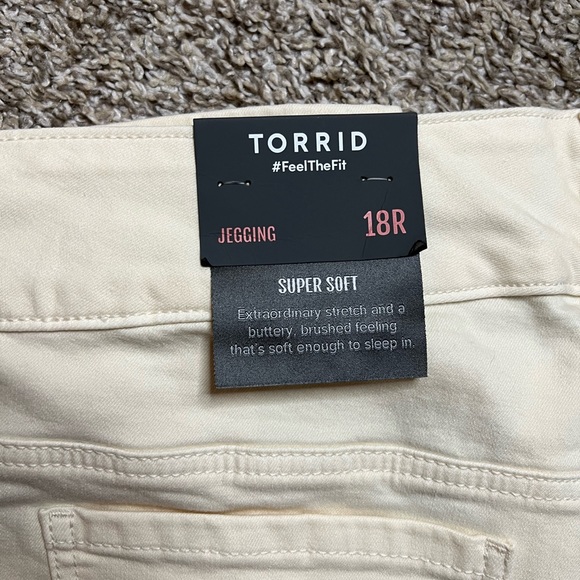 TORRID
#FeelTheFit
JEGGING 18R
SUPER SOFT
Extraordinary stretch and a
buttery, brushed feeling
that's soft enough to sleep in.